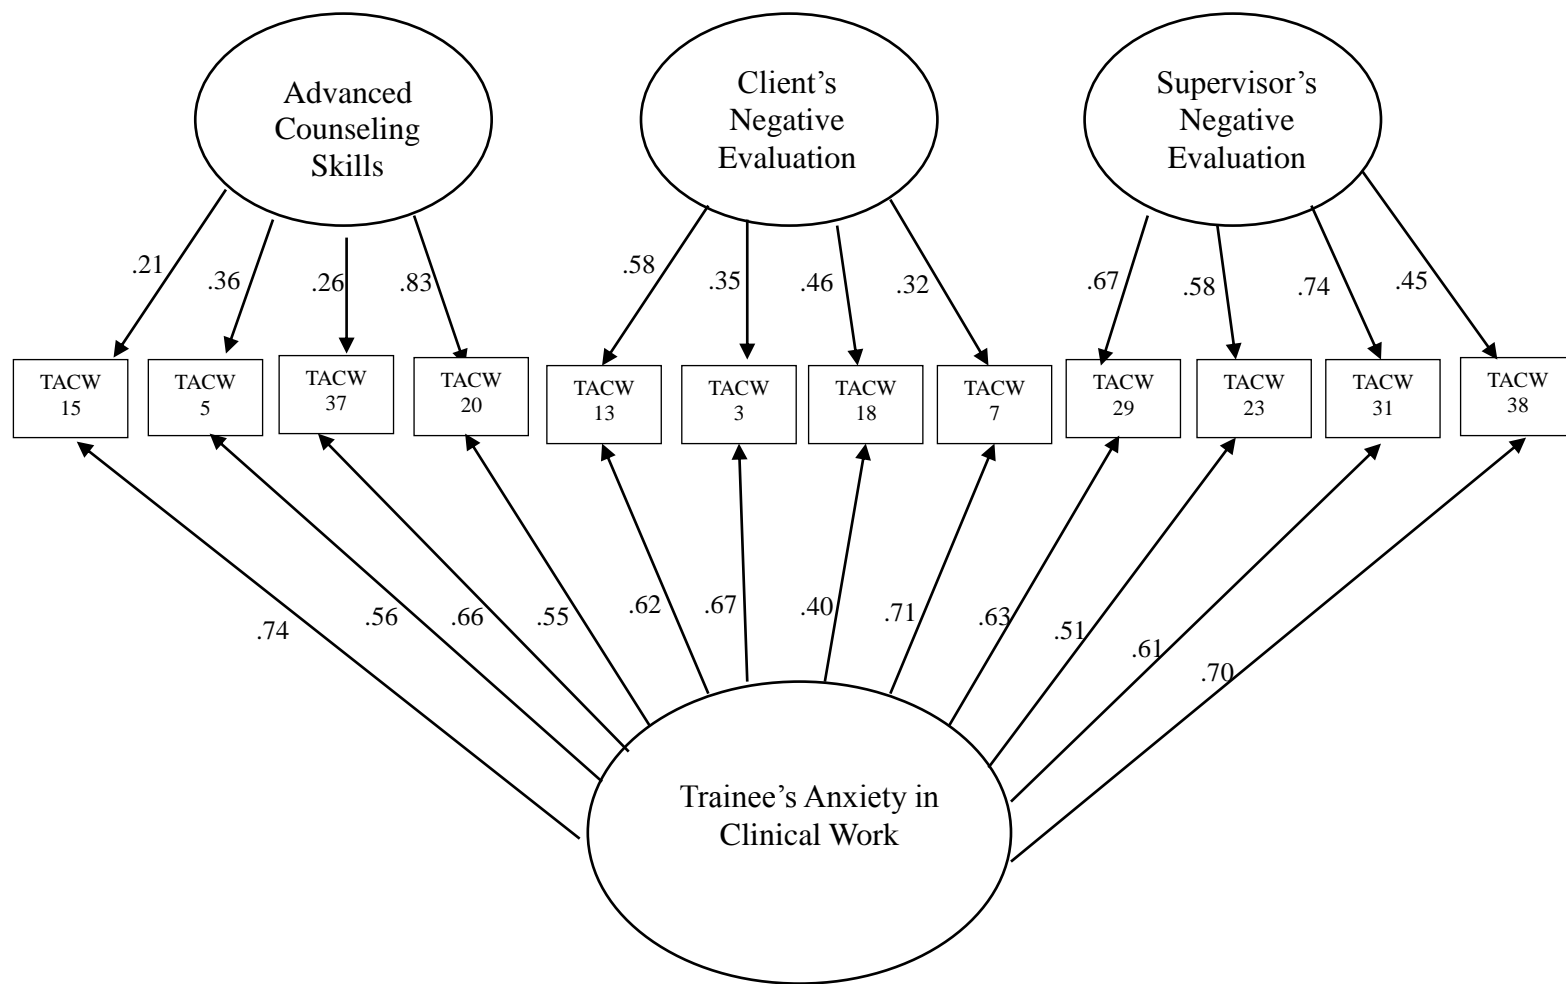 Advanced
Counseling
Skills
Client’s
Negative
Evaluation
Supervisor’s
Negative
Evaluation
.21
.36
.26
.83
.58
.35
.46
.32
.67
.58
.74
.45
TACW
15
TACW
5
TACW
37
TACW
20
TACW
13
TACW
3
TACW
18
TACW
7
TACW
29
TACW
23
TACW
31
TACW
38
.74
.56
.66
.55
.62
.67
.40
.71
.63
.51
.61
.70
Trainee’s Anxiety in
Clinical Work